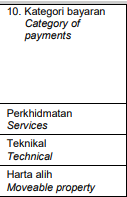 10. Kategori bayaran
Category of
payments
Perkhidmatan
Services
Teknikal
Technical
Harta alih
Moveable property